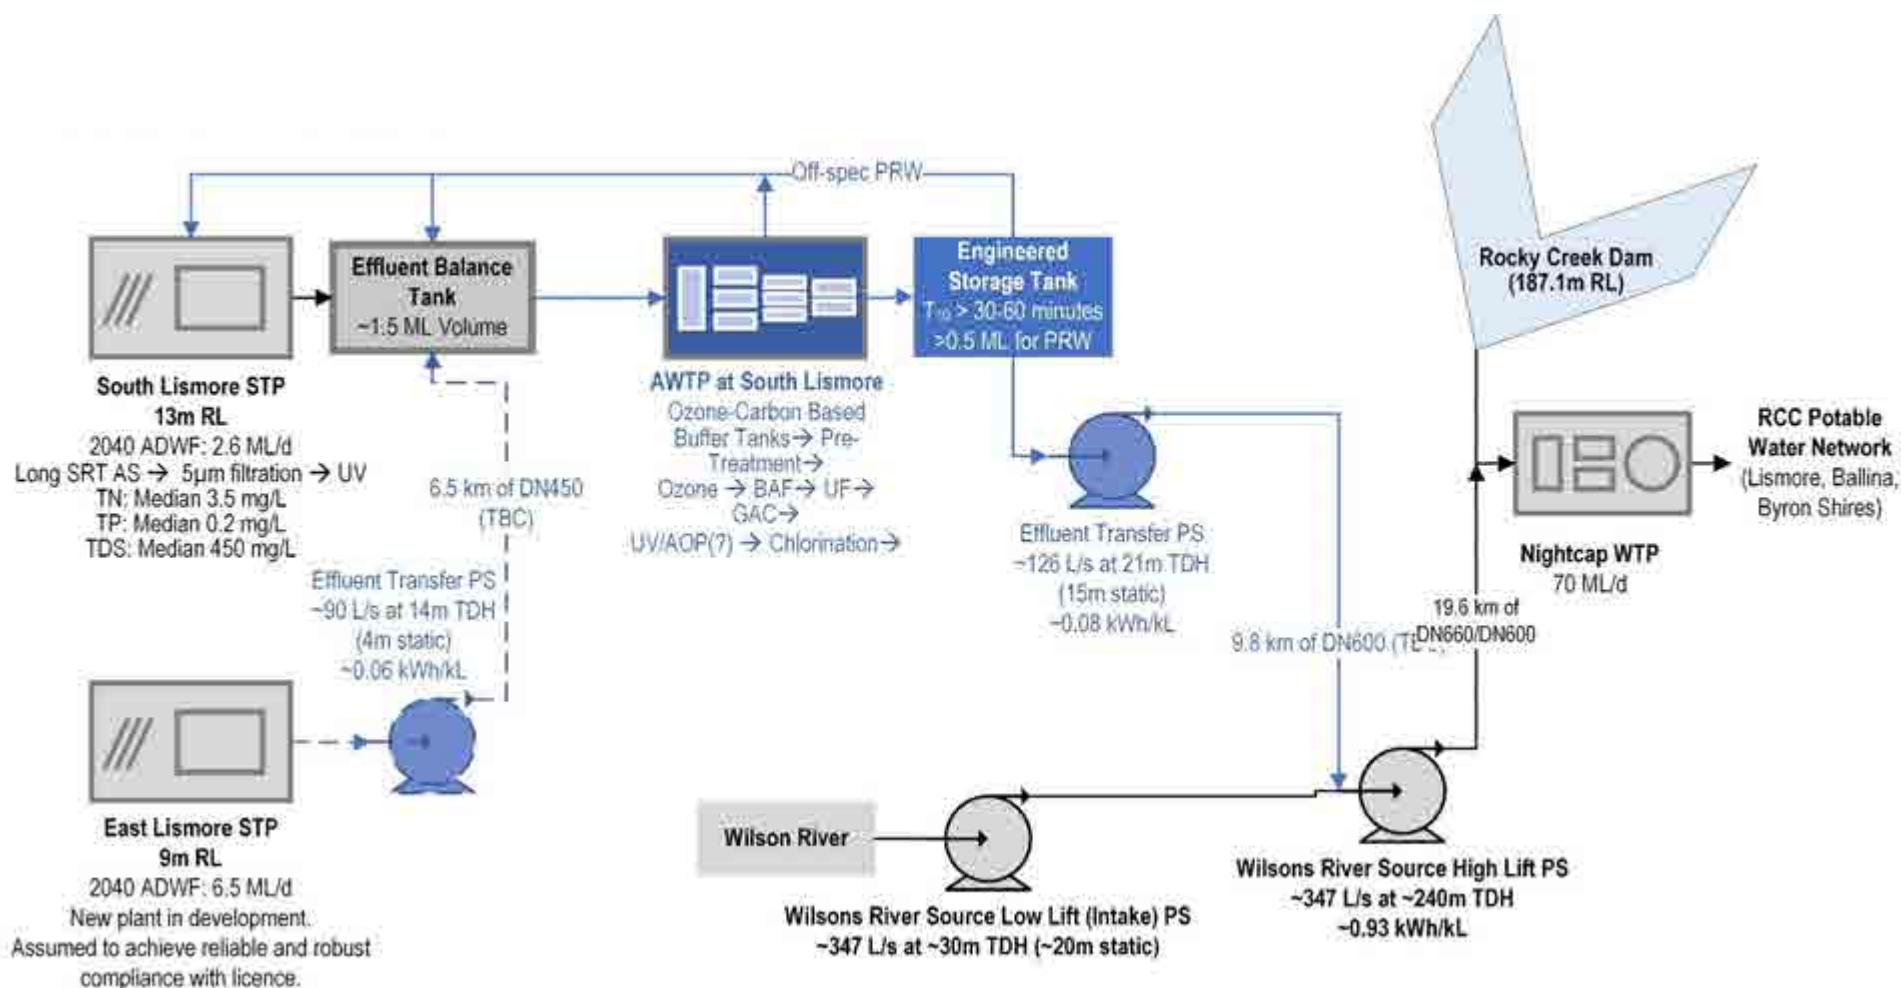 Off-spec PRW
Effluent Balance
Tank
~1.5 ML Volume
Engineered
Storage Tank
T₁₀ > 30-60 minutes
>0.5 ML for PRW
Rocky Creek Dam
(187.1m RL)
South Lismore STP
13m RL
2040 ADWF: 2.6 ML/d
Long SRT AS → 5µm filtration → UV
TN: Median 3.5 mg/L
TP: Median 0.2 mg/L
TDS: Median 450 mg/L
6.5 km of DN450
(TBC)
AWTP at South Lismore
Ozone-Carbon Based
Buffer Tanks→ Pre-
Treatment→
Ozone → BAF→ UF→
GAC→
UV/AOP(?) → Chlorination→
Effluent Transfer PS
~126 L/s at 21m TDH
(15m static)
~0.08 kWh/kL
RCC Potable
Water Network
(Lismore, Ballina,
Byron Shires)
Nightcap WTP
70 ML/d
Effluent Transfer PS
~90 L/s at 14m TDH
(4m static)
~0.06 kWh/kL
9.8 km of DN600
19.6 km of
DN660/DN600
East Lismore STP
9m RL
2040 ADWF: 6.5 ML/d
New plant in development.
Assumed to achieve reliable and robust
compliance with licence.
Wilson River
Wilsons River Source Low Lift (Intake) PS
~347 L/s at ~30m TDH (~20m static)
Wilsons River Source High Lift PS
~347 L/s at ~240m TDH
~0.93 kWh/kL